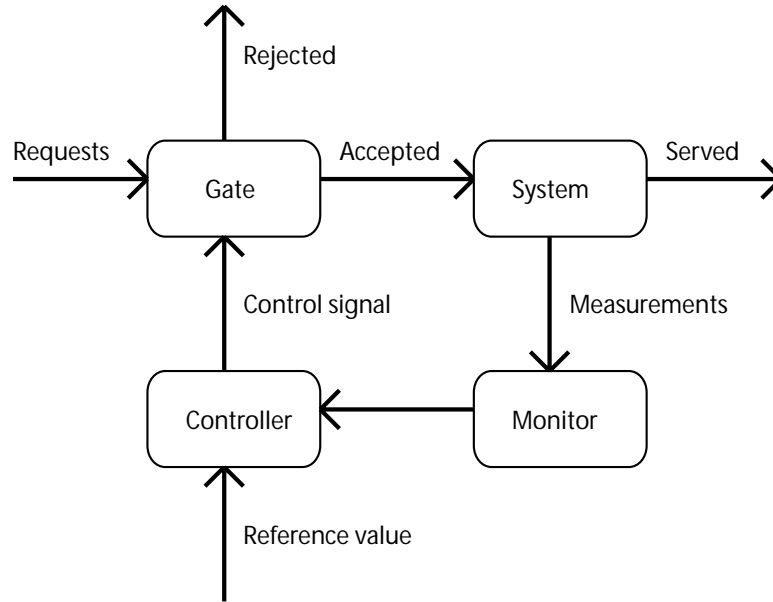 Rejected
Requests
Accepted
Served
Gate
System
Control signal
Measurements
Controller
Monitor
Reference value